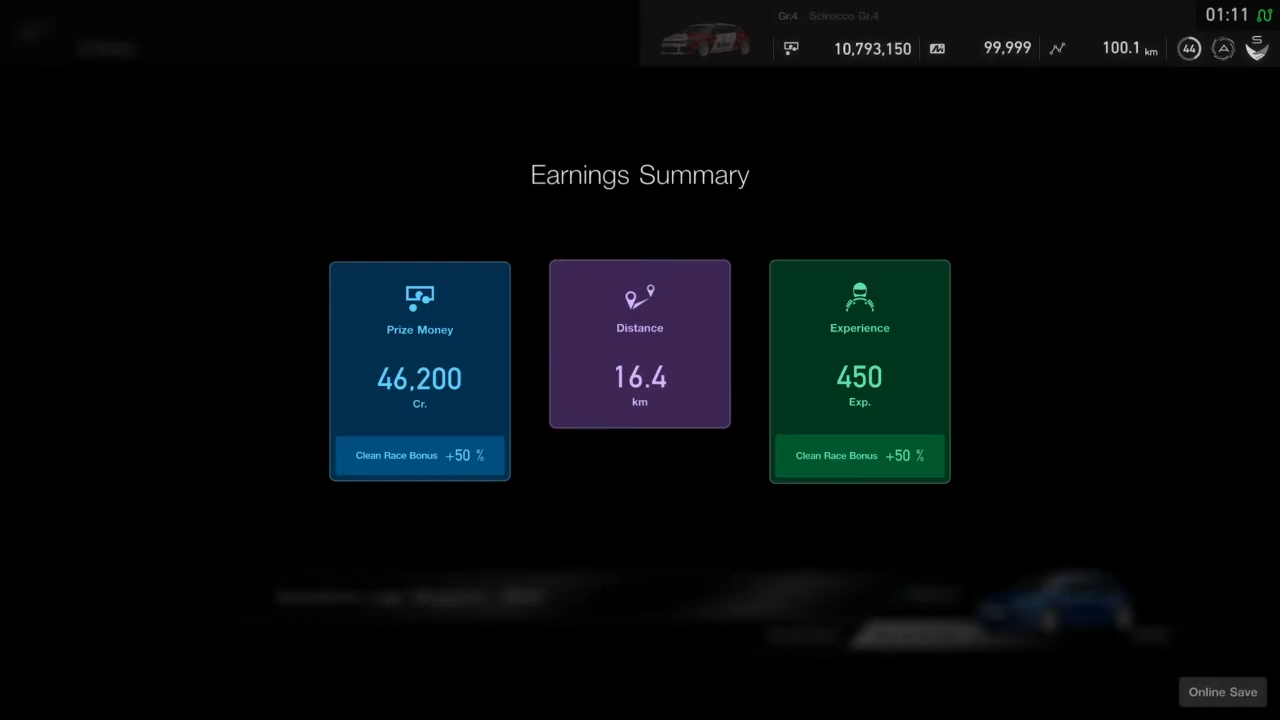 Gr.4 Scirocco Gr.4
01:11
10,793,150 99,999 100.1 km 44 A S
Earnings Summary
Prize Money
46,200
Cr.
Clean Race Bonus +50 %
Distance
16.4
km
Experience
450
Exp.
Clean Race Bonus +50 %
Online Save